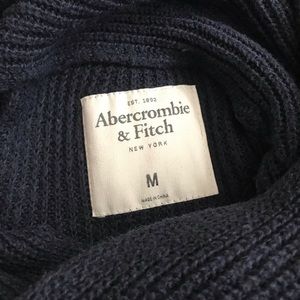 EST. 1892
Abercrombie
& Fitch
NEW YORK
M
MADE IN CHINA